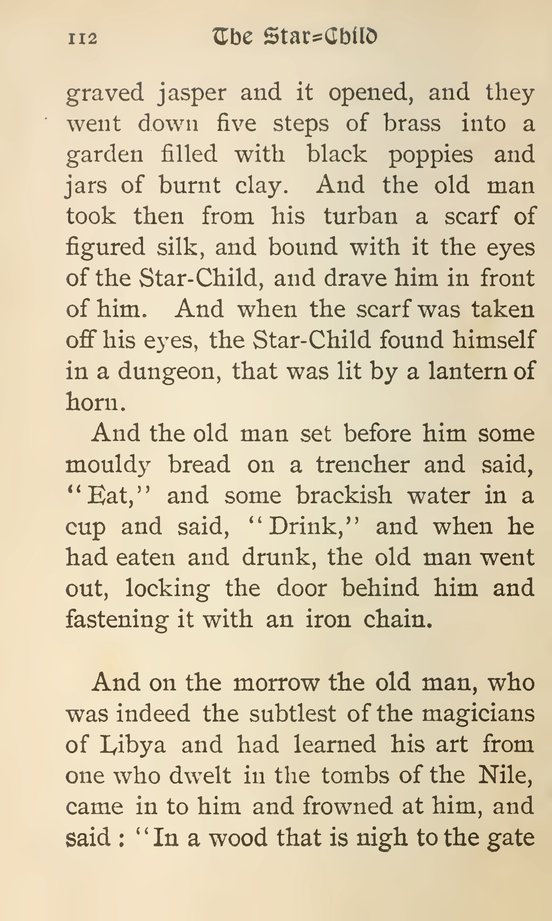 112 The Star=Child
graved jasper and it opened, and they
went down five steps of brass into a
garden filled with black poppies and
jars of burnt clay. And the old man
took then from his turban a scarf of
figured silk, and bound with it the eyes
of the Star-Child, and drave him in front
of him. And when the scarf was taken
off his eyes, the Star-Child found himself
in a dungeon, that was lit by a lantern of
horn.
And the old man set before him some
mouldy bread on a trencher and said,
"Eat," and some brackish water in a
cup and said, "Drink," and when he
had eaten and drunk, the old man went
out, locking the door behind him and
fastening it with an iron chain.
And on the morrow the old man, who
was indeed the subtlest of the magicians
of Libya and had learned his art from
one who dwelt in the tombs of the Nile,
came in to him and frowned at him, and
said : "In a wood that is nigh to the gate